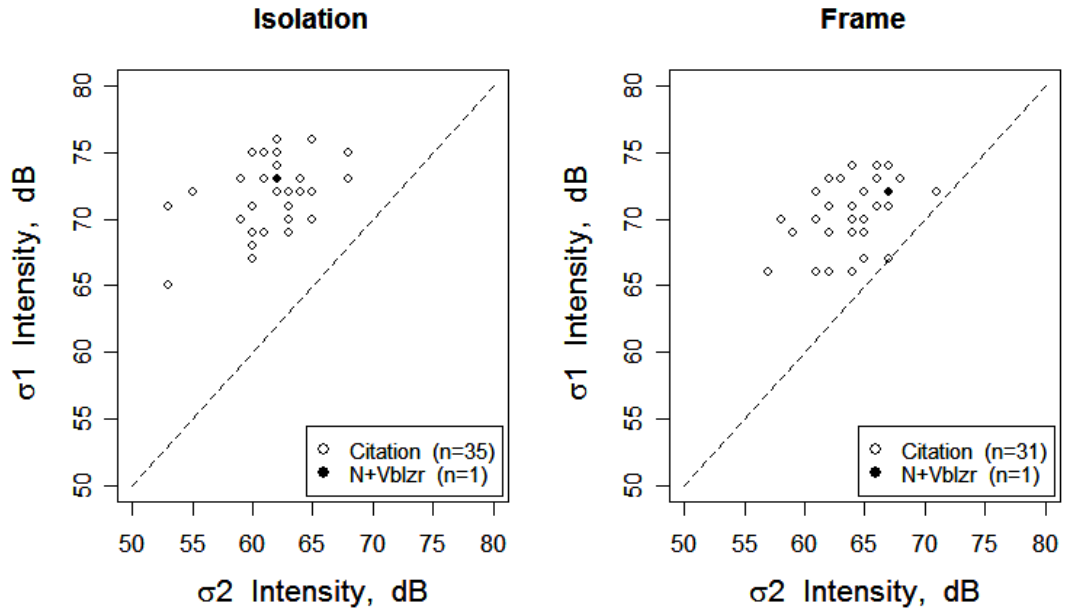 Isolation
σ1 Intensity, dB
80
75
70
65
60
55
50
Citation (n=35)
N+Vblzr (n=1)
50 55 60 65 70 75 80
σ2 Intensity, dB
Frame
σ1 Intensity, dB
80
75
70
65
60
55
50
Citation (n=31)
N+Vblzr (n=1)
50 55 60 65 70 75 80
σ2 Intensity, dB